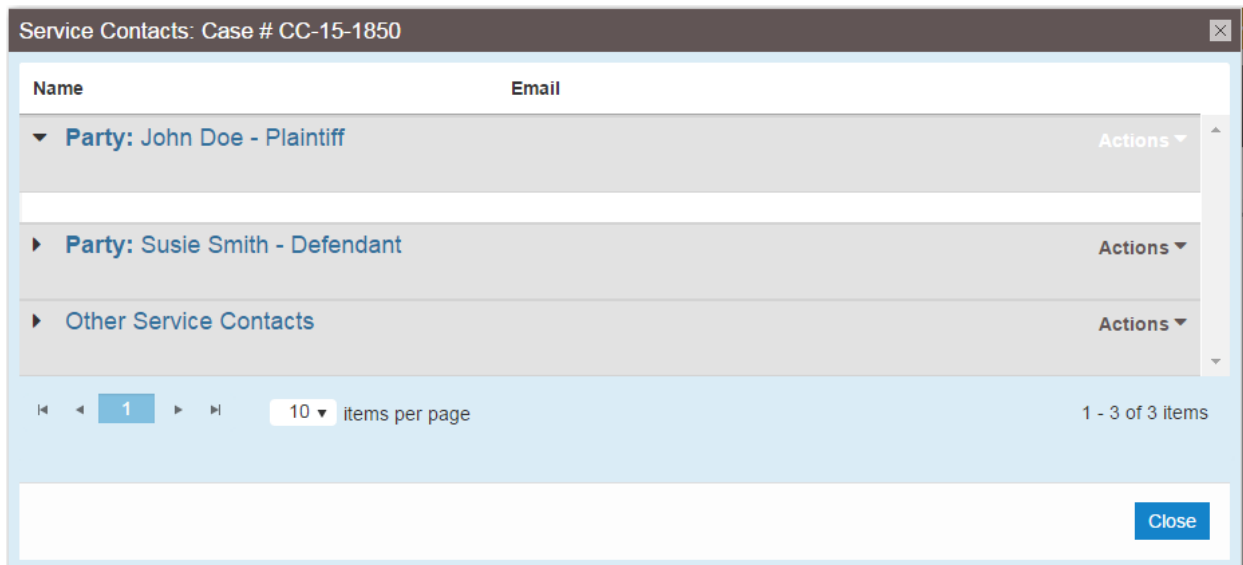 Service Contacts: Case # CC-15-1850
Name Email
Party: John Doe - Plaintiff Actions
Party: Susie Smith - Defendant Actions
Other Service Contacts Actions
1 10 items per page 1 - 3 of 3 items
Close